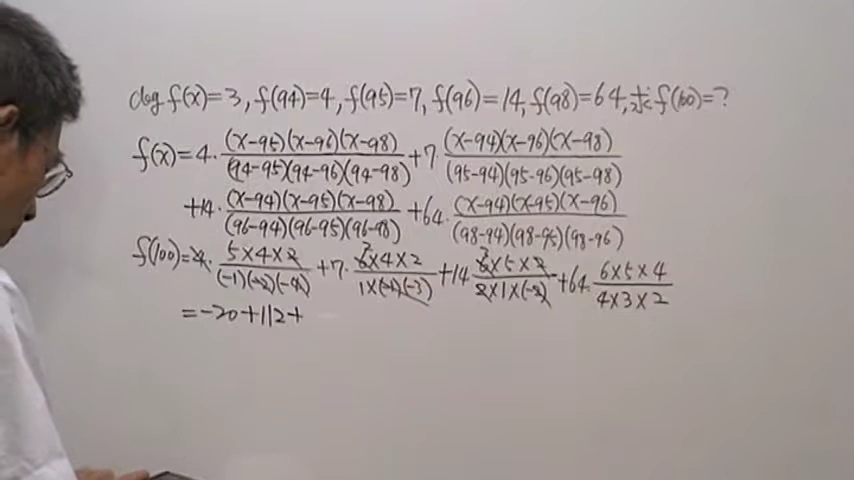 deg f(x)=3, f(94)=4, f(95)=7, f(96)=14, f(98)=64, 求 f(100)=?
f(x)=4·(x-95)(x-96)(x-98)/(94-95)(94-96)(94-98)+7·(x-94)(x-96)(x-98)/(95-94)(95-96)(95-98)
+14·(x-94)(x-95)(x-98)/(96-94)(96-95)(96-98)+64·(x-94)(x-95)(x-96)/(98-94)(98-95)(98-96)
f(100)=4·5×4×2/(-1)(-2)(-4)+7·6×4×2/1×(-1)(-3)+14 6×5×2/2×1×(-2)+64·6×5×4/4×3×2
=-20+112+